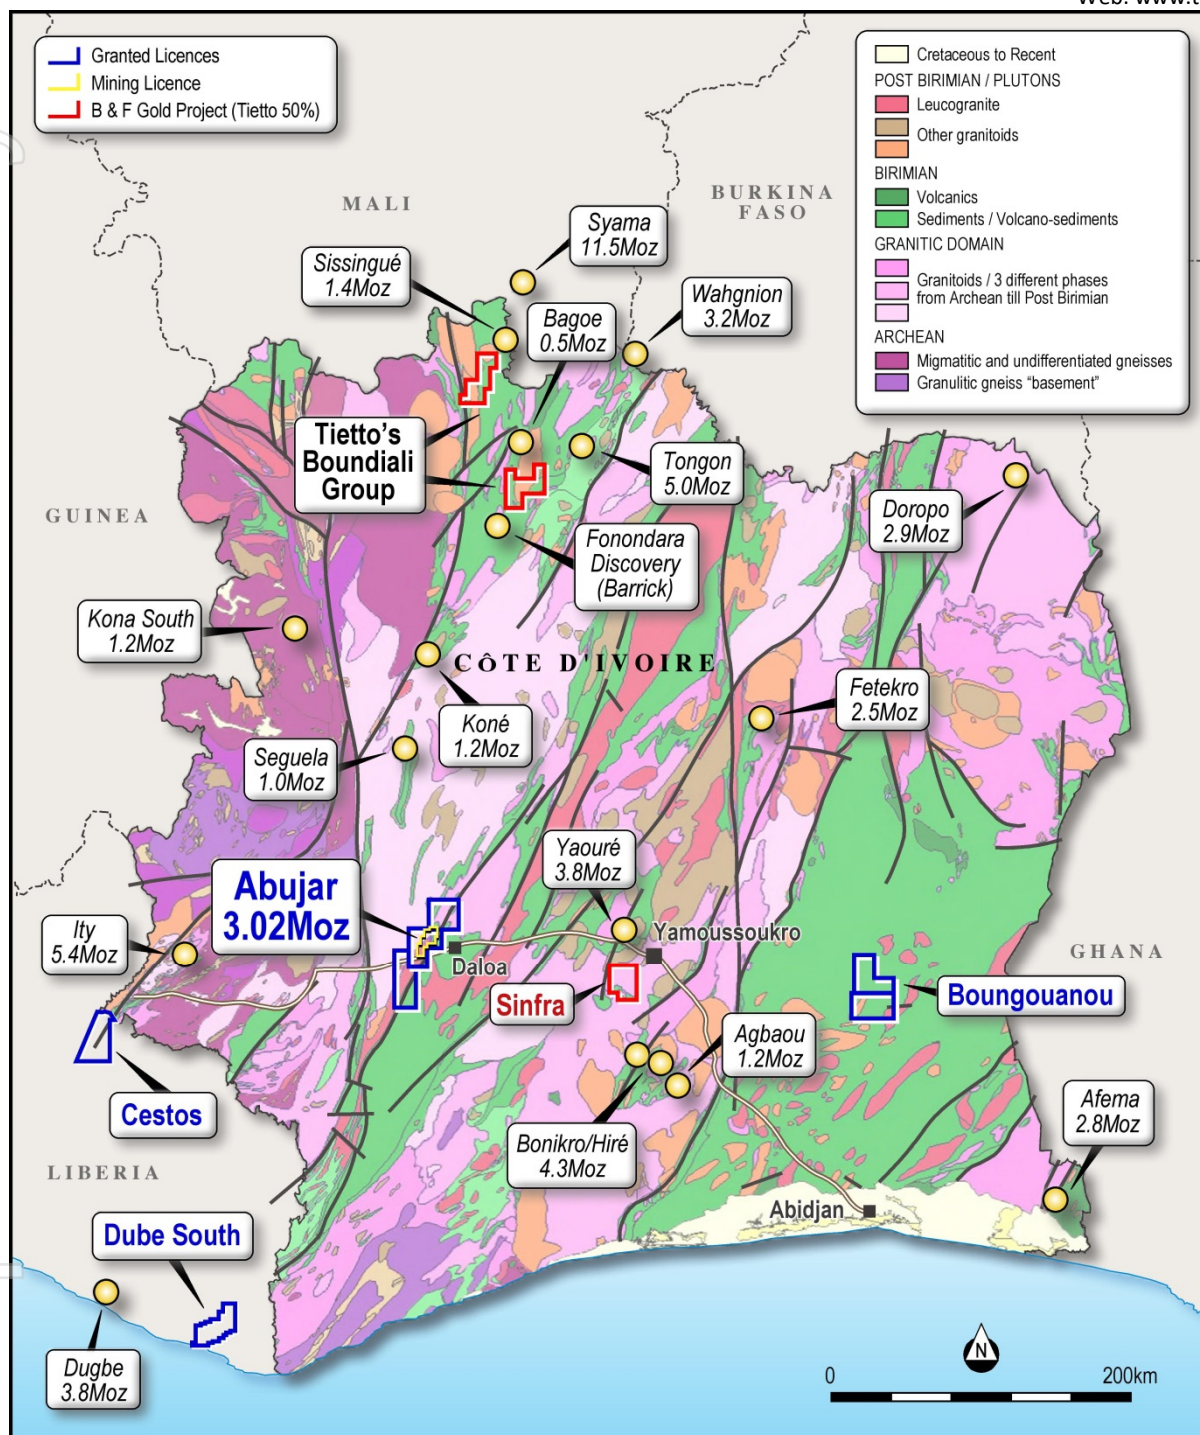 Web: www.t
Granted Licences
Mining Licence
B & F Gold Project (Tietto 50%)
Cretaceous to Recent
POST BIRIMIAN / PLUTONS
Leucogranite
Other granitoids
BIRIMIAN
Volcanics
Sediments / Volcano-sediments
GRANITIC DOMAIN
Granitoids / 3 different phases
from Archean till Post Birimian
ARCHEAN
Migmatitic and undifferentiated gneisses
Granulitic gneiss “basement”
MALI
BURKINA
FASO
Syama
11.5Moz
Sissingué
1.4Moz
Bagoe
0.5Moz
Wahgnion
3.2Moz
Tietto’s
Boundiali
Group
Tongon
5.0Moz
GUINEA
Doropo
2.9Moz
Fonondara
Discovery
(Barrick)
Kona South
1.2Moz
CÔTE D'IVOIRE
Fetekro
2.5Moz
Koné
1.2Moz
Seguela
1.0Moz
Yaouré
3.8Moz
Abujar
3.02Moz
Ity
5.4Moz
Yamoussoukro
Daloa
GHANA
Sinfra
Boungouanou
Agbaou
1.2Moz
Cestos
Afema
2.8Moz
Bonikro/Hiré
4.3Moz
LIBERIA
Abidjan
Dube South
Dugbe
3.8Moz
N
0 200km